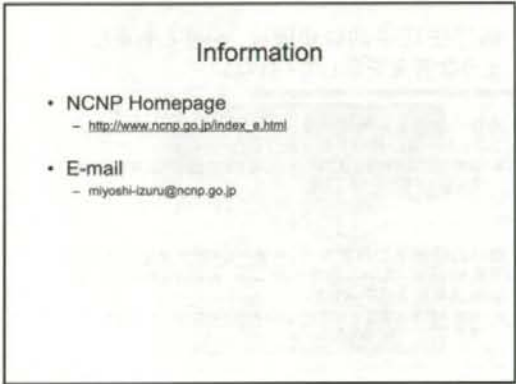 Information
• NCNP Homepage
– http://www.ncnp.go.jp/index_e.html
• E-mail
– miyoshi-izuru@ncnp.go.jp